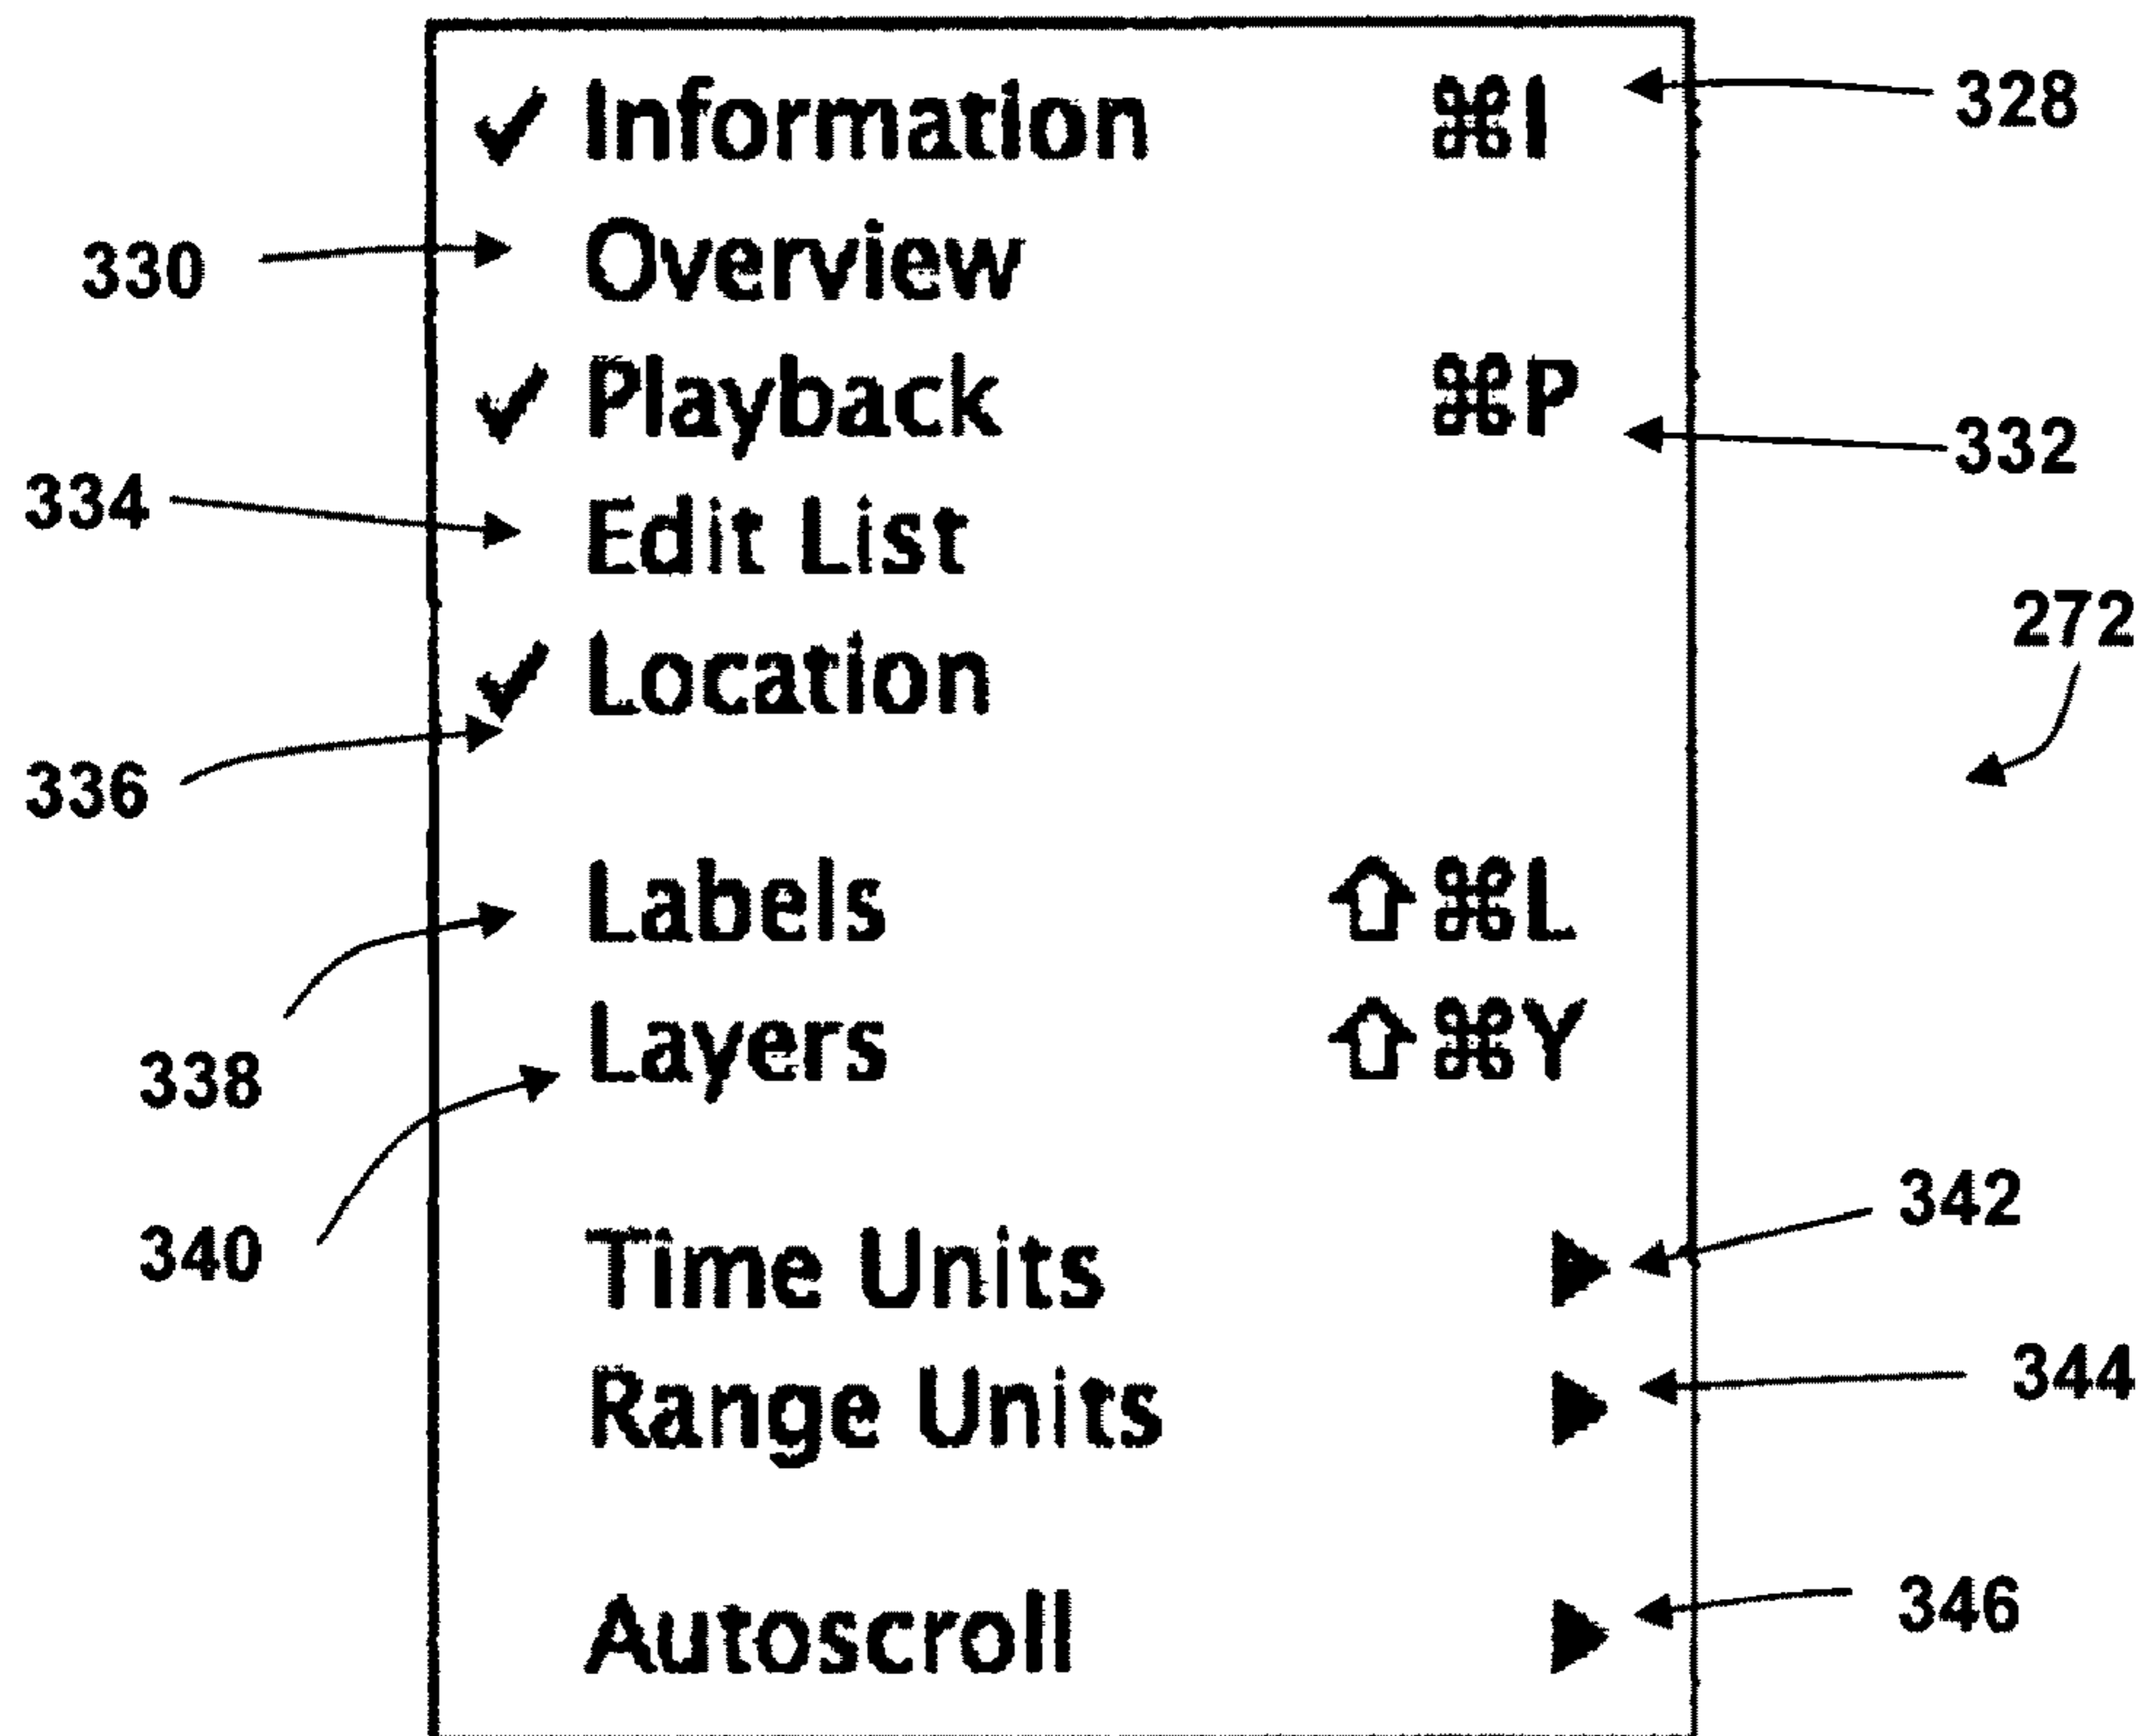 ✓ Information ⌘I 328
330 Overview
✓ Playback ⌘P 332
334 Edit List
272
✓ Location
336
Labels ⇧⌘L
338 Layers ⇧⌘Y
340 Time Units 342
Range Units 344
Autoscroll 346